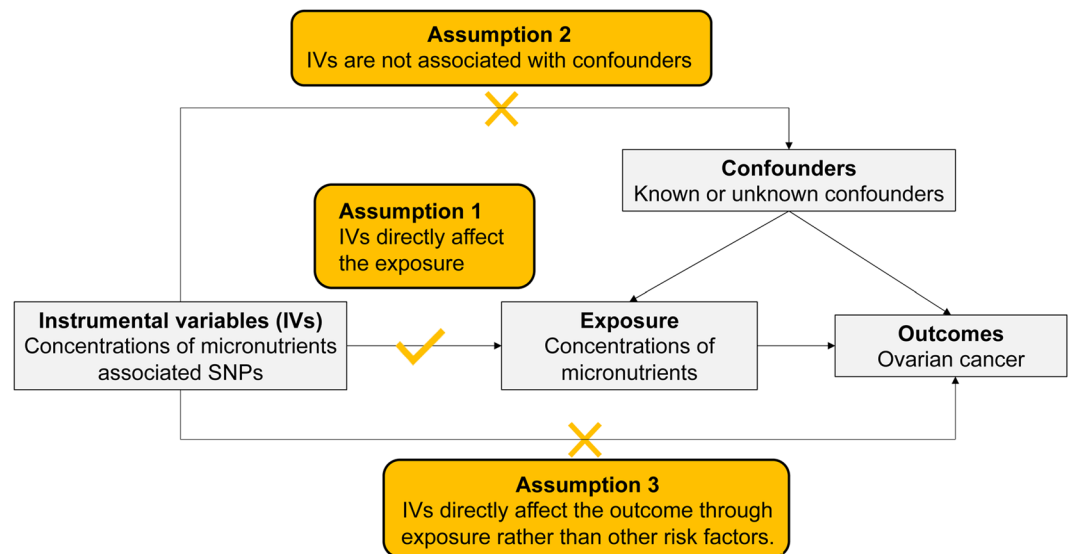 Assumption 2
IVs are not associated with confounders
Confounders
Known or unknown confounders
Assumption 1
IVs directly affect
the exposure
Instrumental variables (IVs)
Concentrations of micronutrients
associated SNPs
Exposure
Concentrations of
micronutrients
Outcomes
Ovarian cancer
Assumption 3
IVs directly affect the outcome through
exposure rather than other risk factors.